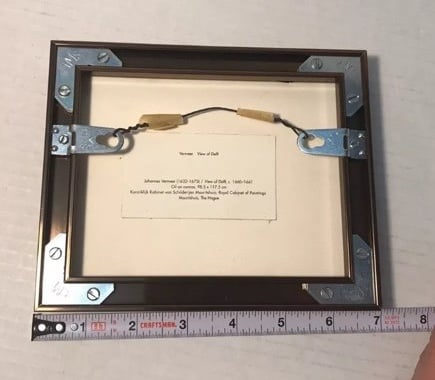 Vermeer View of Delft
Johannes Vermeer (1632-1675) / View of Delft, c. 1660-1661
Oil on canvas, 98.5 x 117.5 cm
Koninklijk Kabinet van Schilderijen Mauritshuis, Royal Cabinet of Paintings
Mauritshuis, The Hague
1 2 CRAFTSMAN 3 4 5 6 7 8